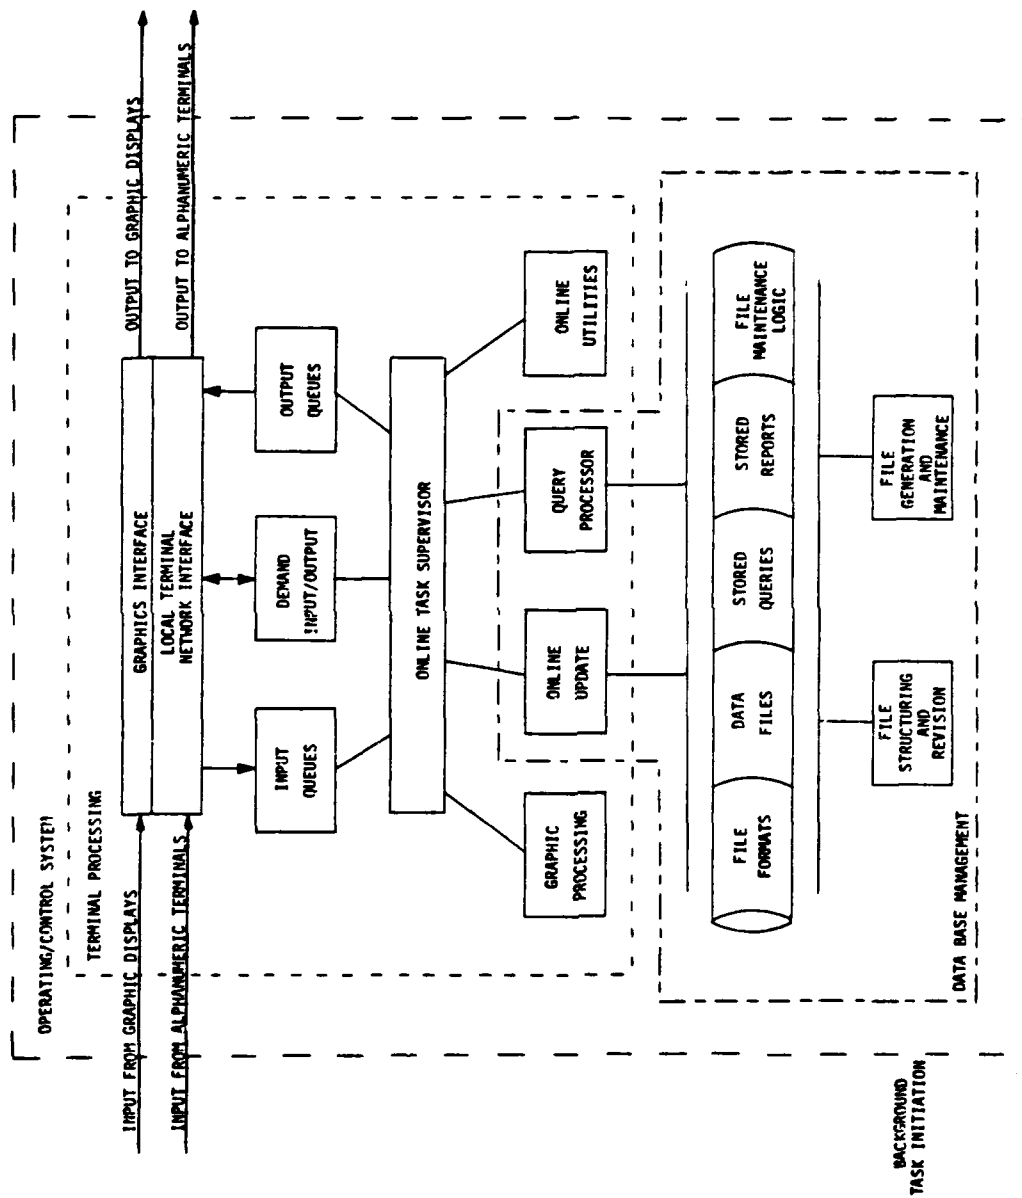 OPERATING/CONTROL SYSTEM
TERMINAL PROCESSING
INPUT FROM GRAPHIC DISPLAYS
INPUT FROM ALPHANUMERIC TERMINALS
GRAPHICS INTERFACE
LOCAL TERMINAL
NETWORK INTERFACE
OUTPUT TO GRAPHIC DISPLAYS
OUTPUT TO ALPHANUMERIC TERMINALS
INPUT
QUEUES
DEMAND
INPUT/OUTPUT
OUTPUT
QUEUES
ONLINE TASK SUPERVISOR
GRAPHIC
PROCESSING
ONLINE
UPDATE
QUERY
PROCESSOR
ONLINE
UTILITIES
FILE
FORMATS
DATA
FILES
STORED
QUERIES
STORED
REPORTS
FILE
MAINTENANCE
LOGIC
FILE
STRUCTURING
AND
REVISION
FILE
GENERATION
AND
MAINTENANCE
DATA BASE MANAGEMENT
BACKGROUND
TASK INITIATION